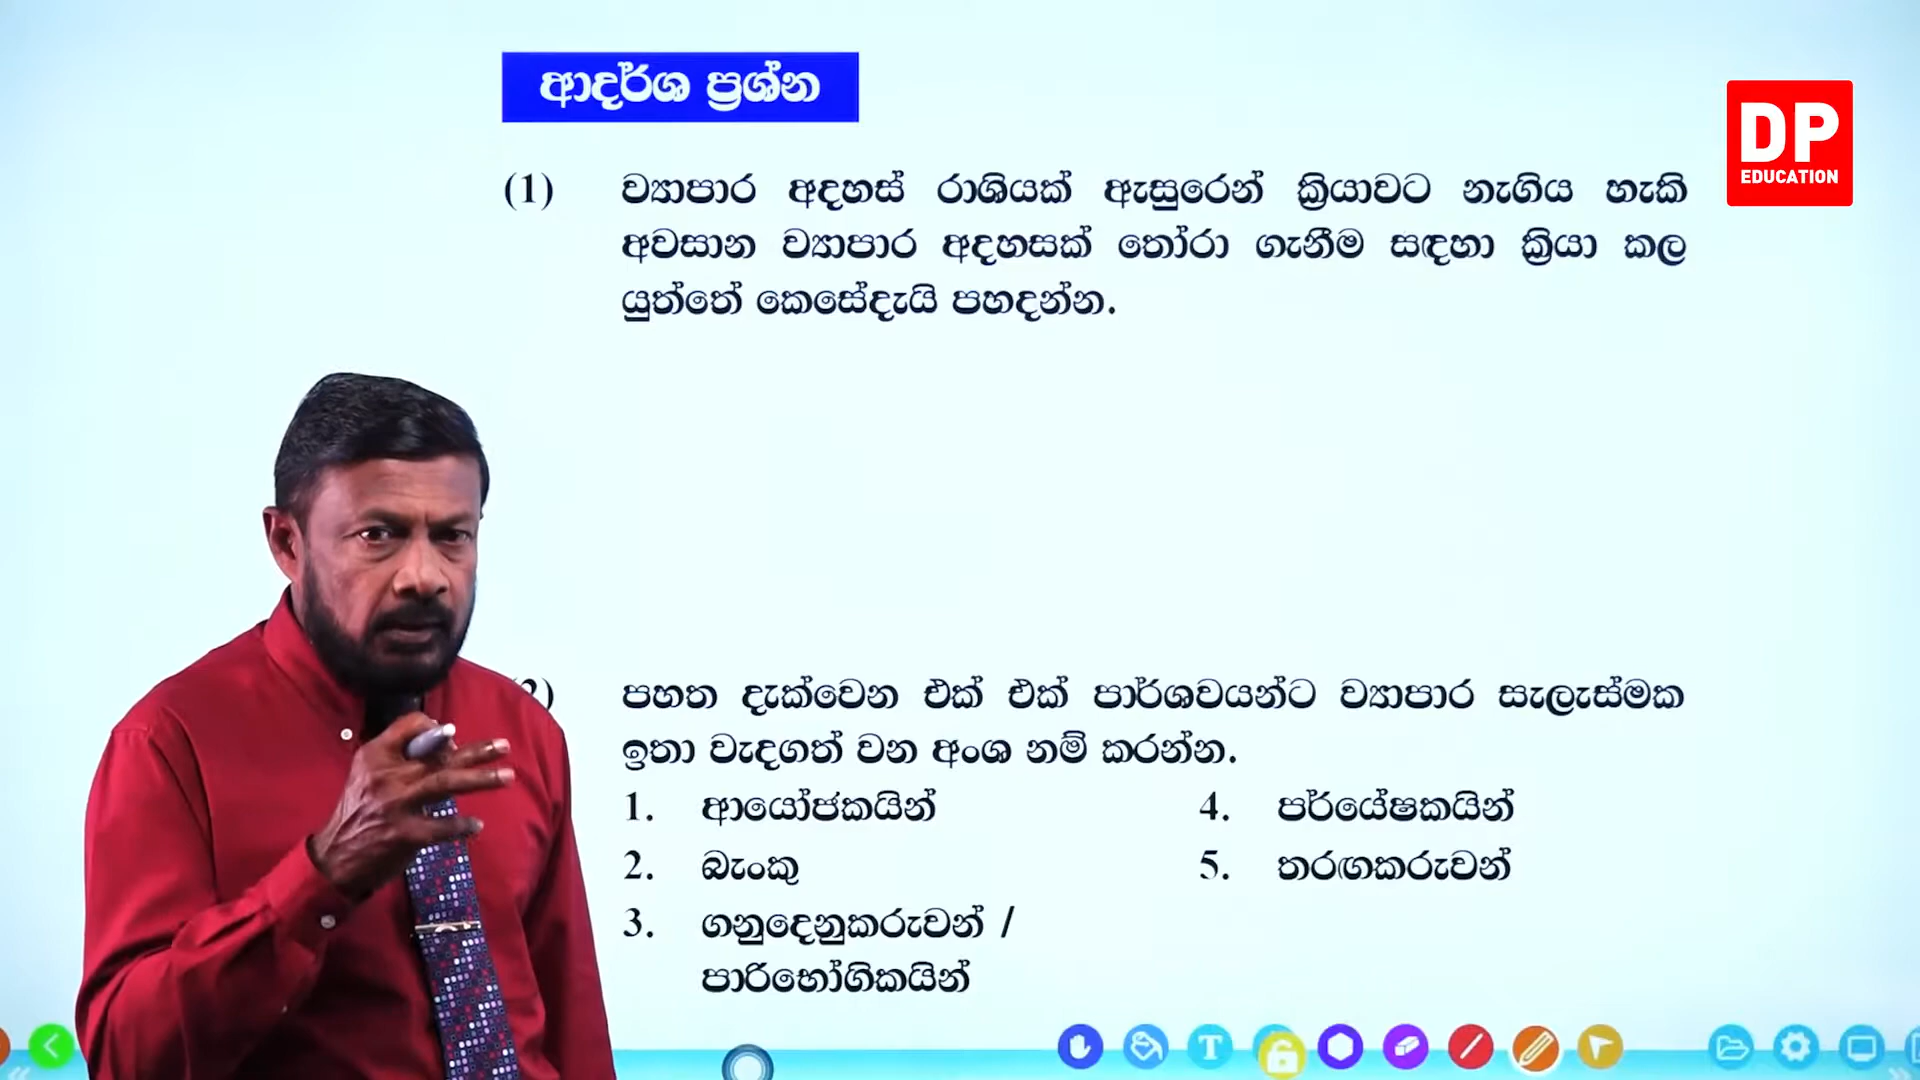 ආදර්ශ ප්‍රශ්න
DP
EDUCATION
(1) ව්‍යාපාර අදහස් රාශියක් ඇසුරෙන් ක්‍රියාවට නැගිය හැකි
අවසාන ව්‍යාපාර අදහසක් තෝරා ගැනීම සඳහා ක්‍රියා කල
යුත්තේ කෙසේදැයි පහදන්න.
පහත දැක්වෙන එක් එක් පාර්ශවයන්ට ව්‍යාපාර සැලැස්මක
ඉතා වැදගත් වන අංශ නම් කරන්න.
1. ආයෝජකයින්
2. බැංකු
3. ගනුදෙනුකරුවන් /
පාරිභෝගිකයින්
4. පර්යේෂකයින්
5. තරඟකරුවන්
T